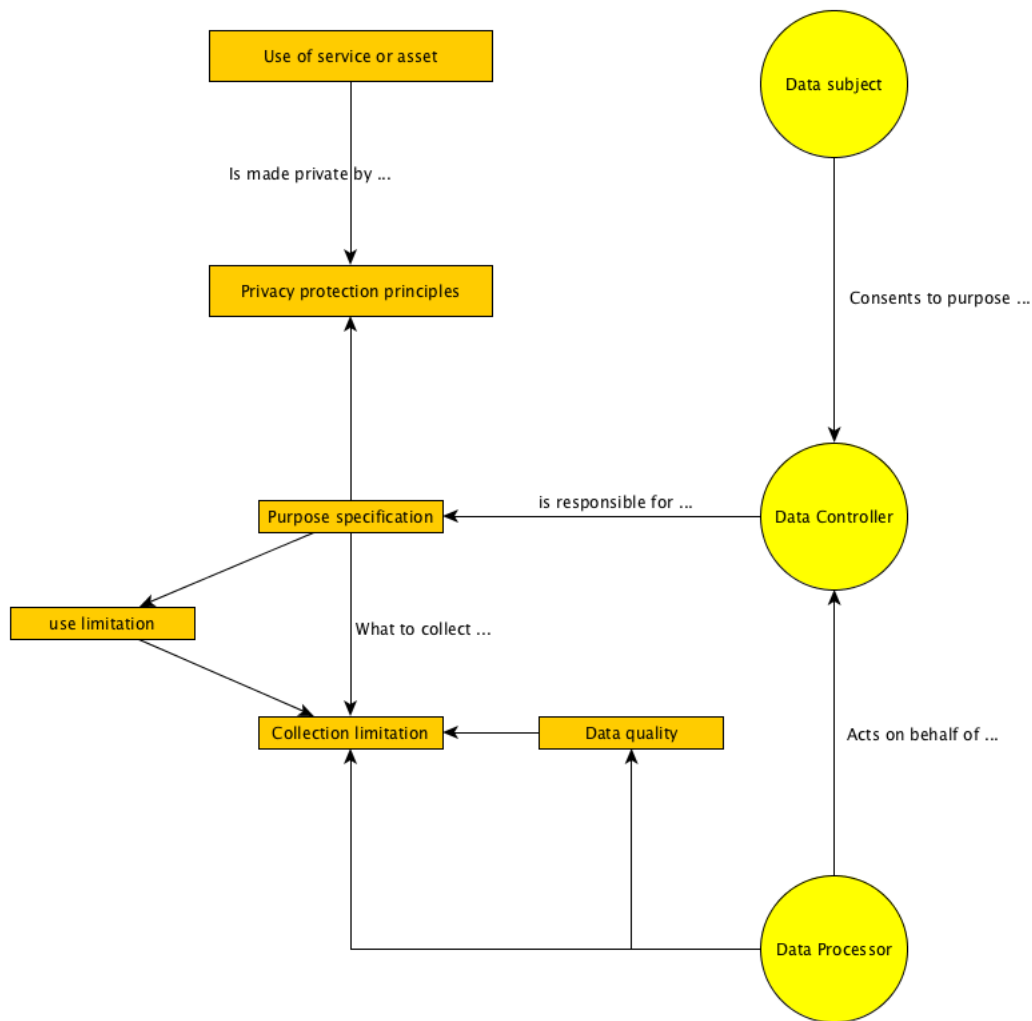 Use of service or asset
Data subject
Is made private by ...
Privacy protection principles
Consents to purpose ...
Purpose specification
is responsible for ...
Data Controller
use limitation
What to collect ...
Collection limitation
Data quality
Acts on behalf of ...
Data Processor